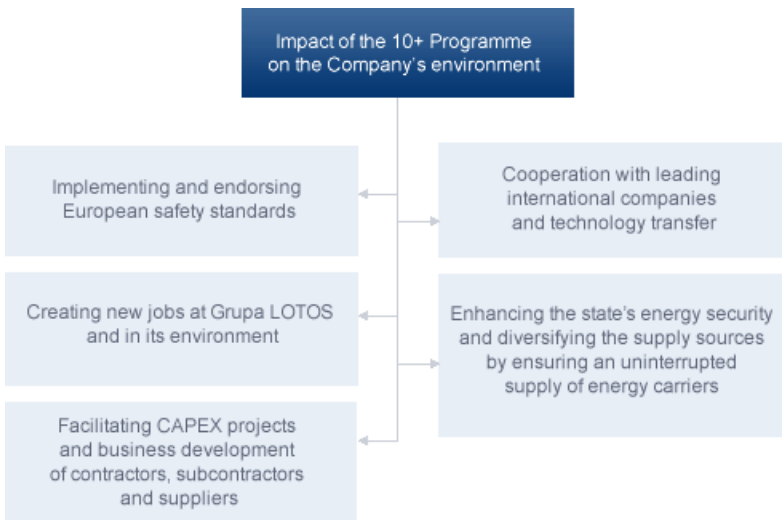 Impact of the 10+ Programme
on the Company's environment
Implementing and endorsing
European safety standards
Cooperation with leading
international companies
and technology transfer
Creating new jobs at Grupa LOTOS
and in its environment
Enhancing the state's energy security
and diversifying the supply sources
by ensuring an uninterrupted
supply of energy carriers
Facilitating CAPEX projects
and business development
of contractors, subcontractors
and suppliers